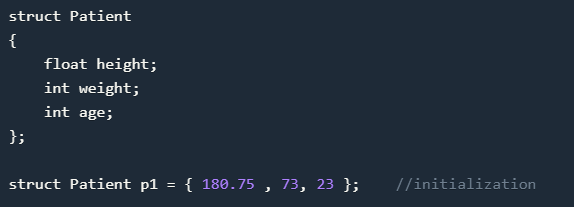 struct Patient
{
    float height;
    int weight;
    int age;
};
struct Patient p1 = { 180.75 , 73, 23 };    //initialization